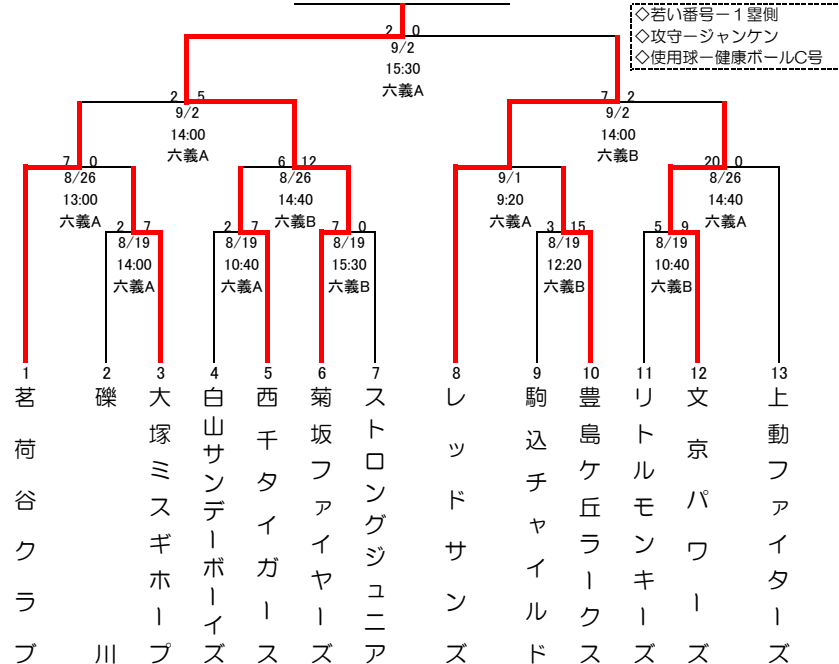 ◇若い番号－１塁側
◇攻守－ジャンケン
◇使用球－健康ボールC号
2 0
9/2
15:30
六義A
2 5
9/2
14:00
六義A
7 2
9/2
14:00
六義B
7 0
8/26
13:00
六義A
6 12
8/26
14:40
六義B
9/1
9:20
六義A
20 0
8/26
14:40
六義A
2 7
8/19
14:00
六義A
2 7
8/19
10:40
六義A
7 0
8/19
15:30
六義B
3 15
8/19
12:20
六義B
5 9
8/19
10:40
六義B
1
茗荷谷クラブ
2
礫川
3
大塚ミスギホープ
4
白山サンデーボーイズ
5
西千タイガース
6
菊坂ファイヤーズ
7
ストロングジュニア
8
レッドサンズ
9
駒込チャイルド
10
豊島ケ丘ラークス
11
リトルモンキーズ
12
文京パワーズ
13
上動ファイターズ